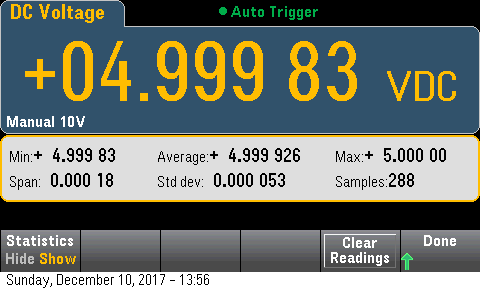 DC Voltage
Auto Trigger
+04.999 83 VDC
Manual 10V
Min:+ 4.999 83 Average:+ 4.999 926 Max:+ 5.000 00
Span: 0.000 18 Std dev: 0.000 053 Samples:288
Statistics
Hide Show
Clear
Readings
Done
Sunday, December 10, 2017 – 13:56